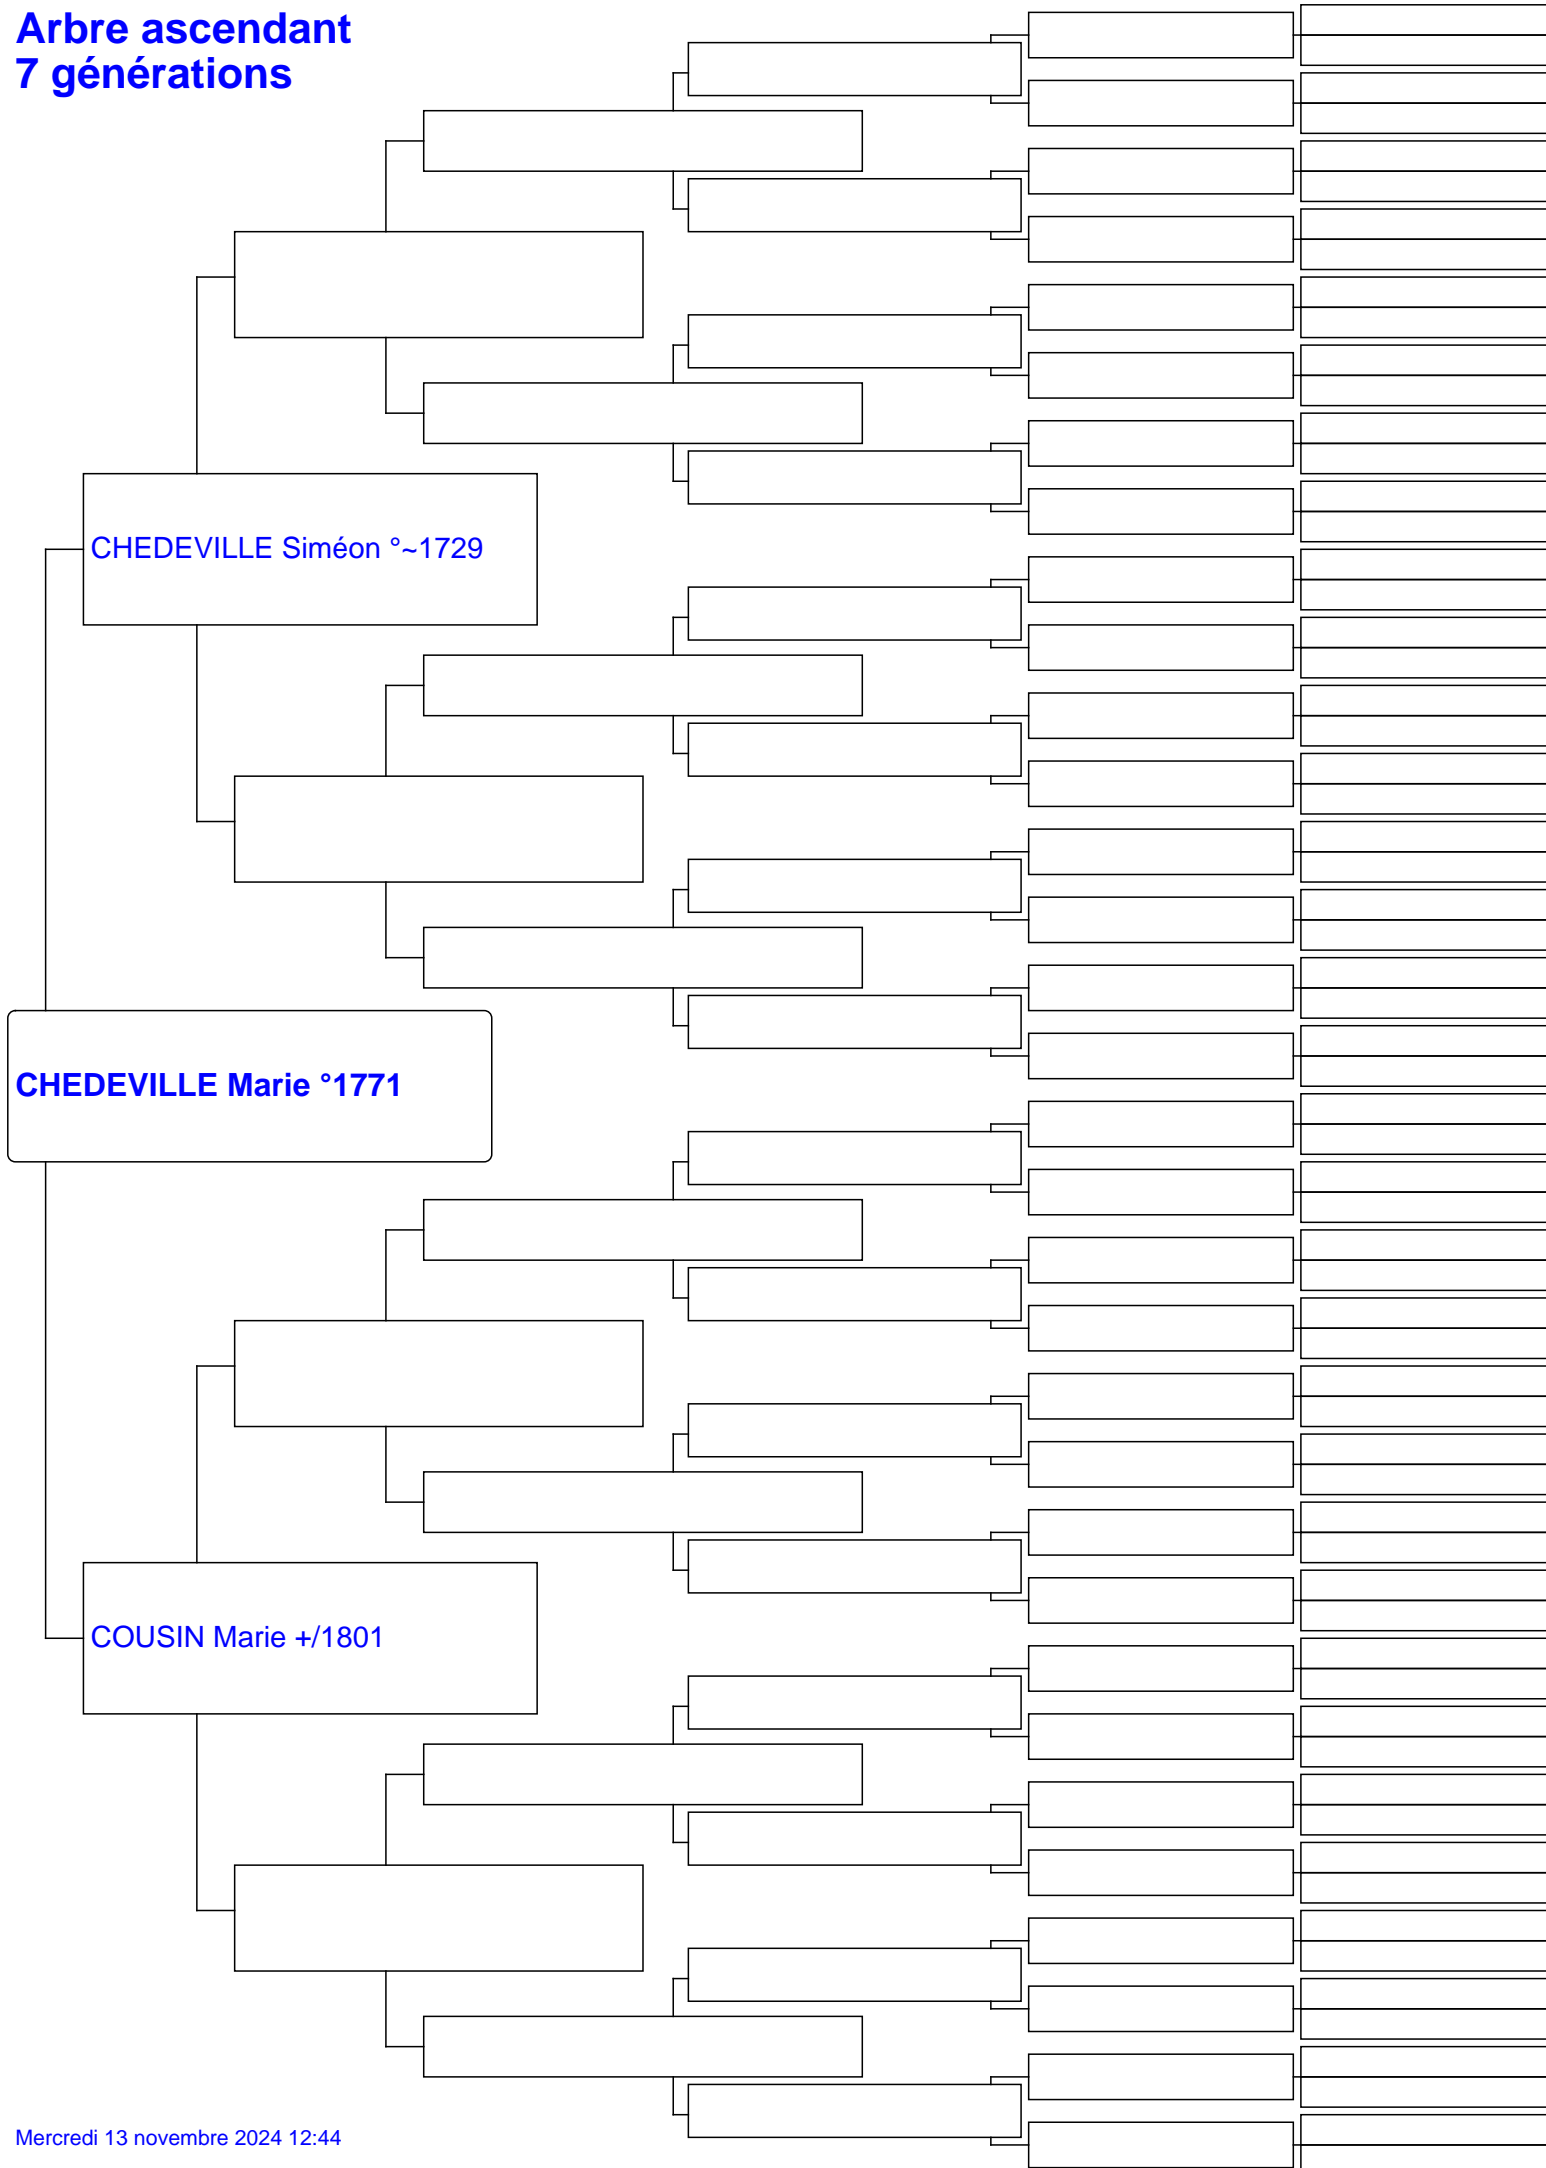 Arbre ascendant
7 générations
CHEDEVILLE Siméon °~1729
CHEDEVILLE Marie °1771
COUSIN Marie +/1801
Mercredi 13 novembre 2024 12:44